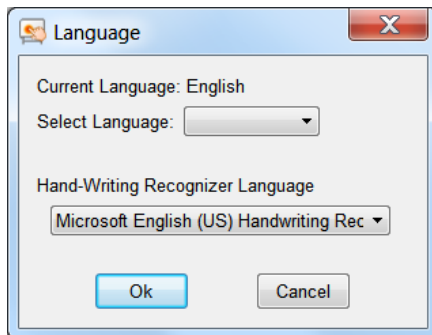 Language
Current Language: English
Select Language:
Hand-Writing Recognizer Language
Microsoft English (US) Handwriting Rec
Ok Cancel